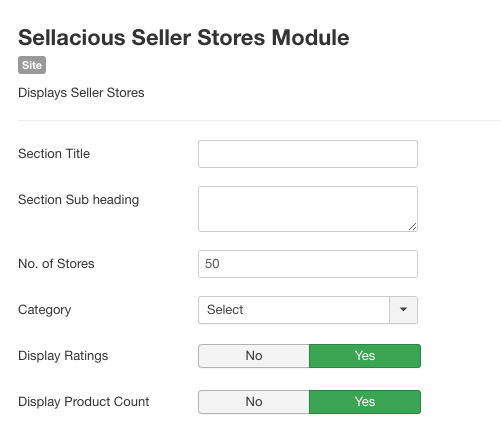 Sellacious Seller Stores Module
Site
Displays Seller Stores
Section Title
Section Sub heading
No. of Stores 50
Category Select
Display Ratings No Yes
Display Product Count No Yes